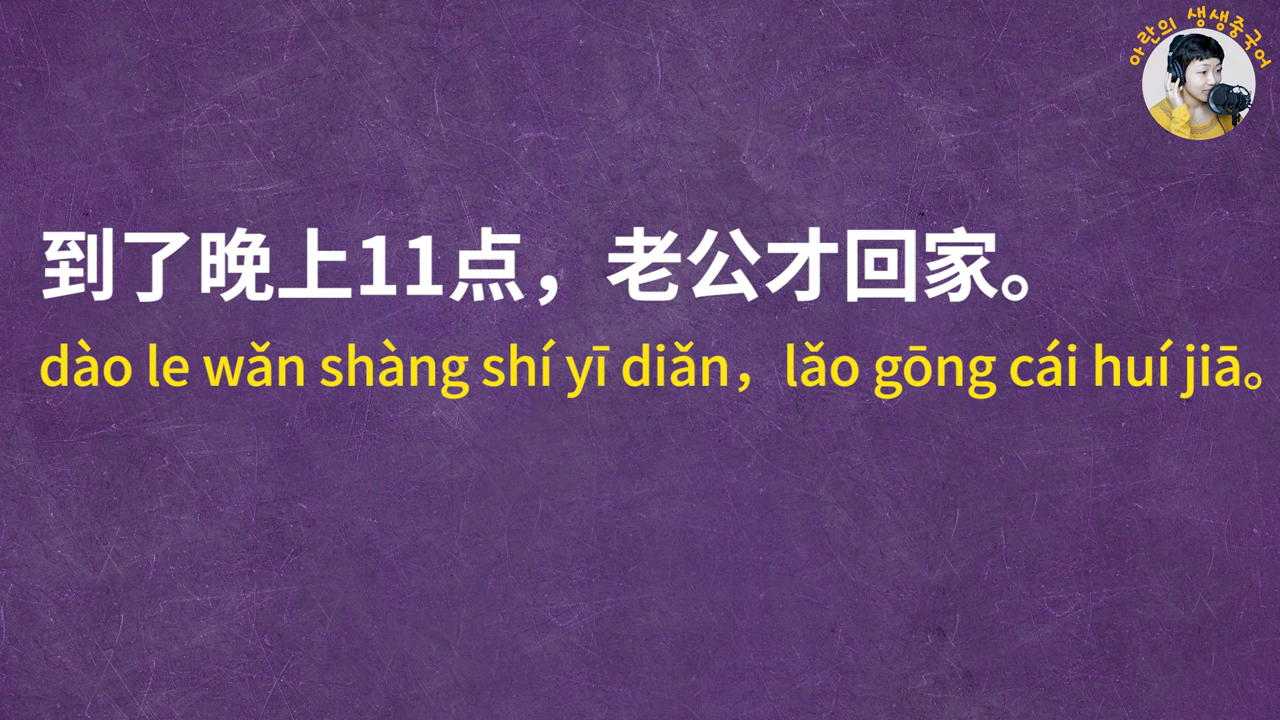 아란의 생생중국어
到了晚上11点，老公才回家。
dào le wǎn shàng shí yī diǎn，lǎo gōng cái huí jiā。